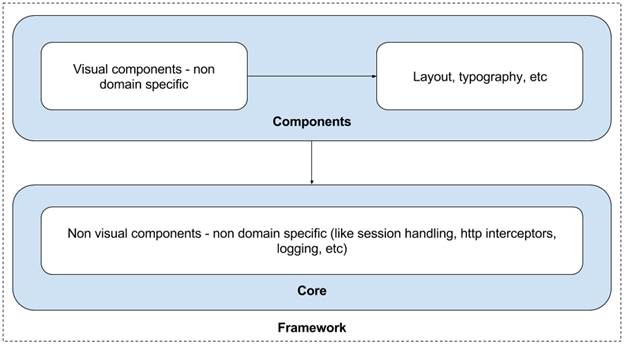 Visual components - non
domain specific
Layout, typography, etc
Components
Non visual components - non domain specific (like session handling, http interceptors,
logging, etc)
Core
Framework